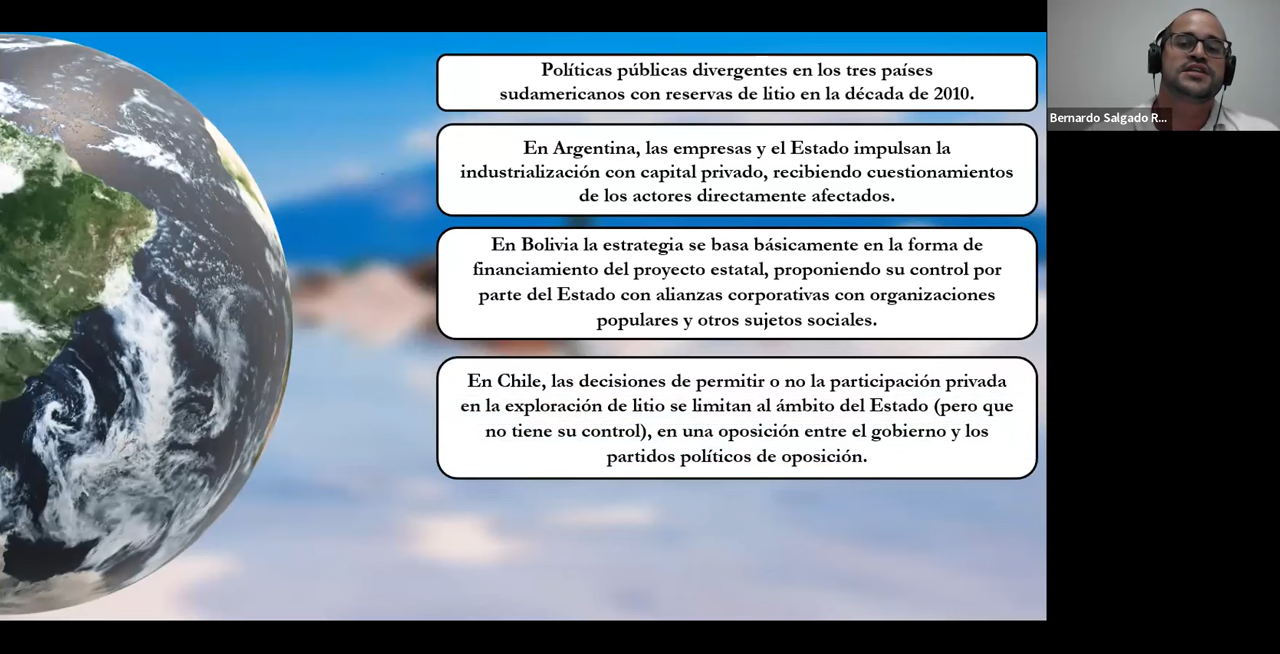 Políticas públicas divergentes en los tres países
sudamericanos con reservas de litio en la década de 2010.
En Argentina, las empresas y el Estado impulsan la
industrialización con capital privado, recibiendo cuestionamientos
de los actores directamente afectados.
En Bolivia la estrategia se basa básicamente en la forma de
financiamiento del proyecto estatal, proponiendo su control por
parte del Estado con alianzas corporativas con organizaciones
populares y otros sujetos sociales.
En Chile, las decisiones de permitir o no la participación privada
en la exploración de litio se limitan al ámbito del Estado (pero que
no tiene su control), en una oposición entre el gobierno y los
partidos políticos de oposición.
Bernardo Salgado R...